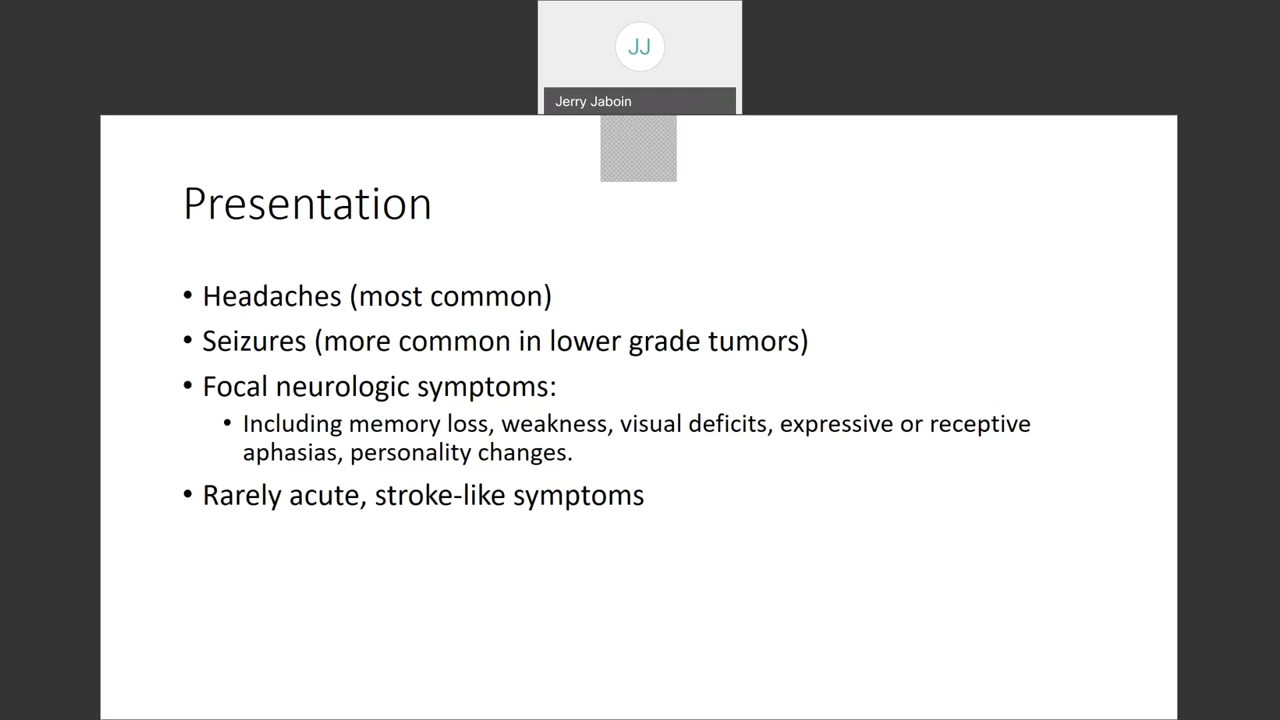 JJ
Jerry Jaboin
Presentation
• Headaches (most common)
• Seizures (more common in lower grade tumors)
• Focal neurologic symptoms:
• Including memory loss, weakness, visual deficits, expressive or receptive
aphasias, personality changes.
• Rarely acute, stroke-like symptoms